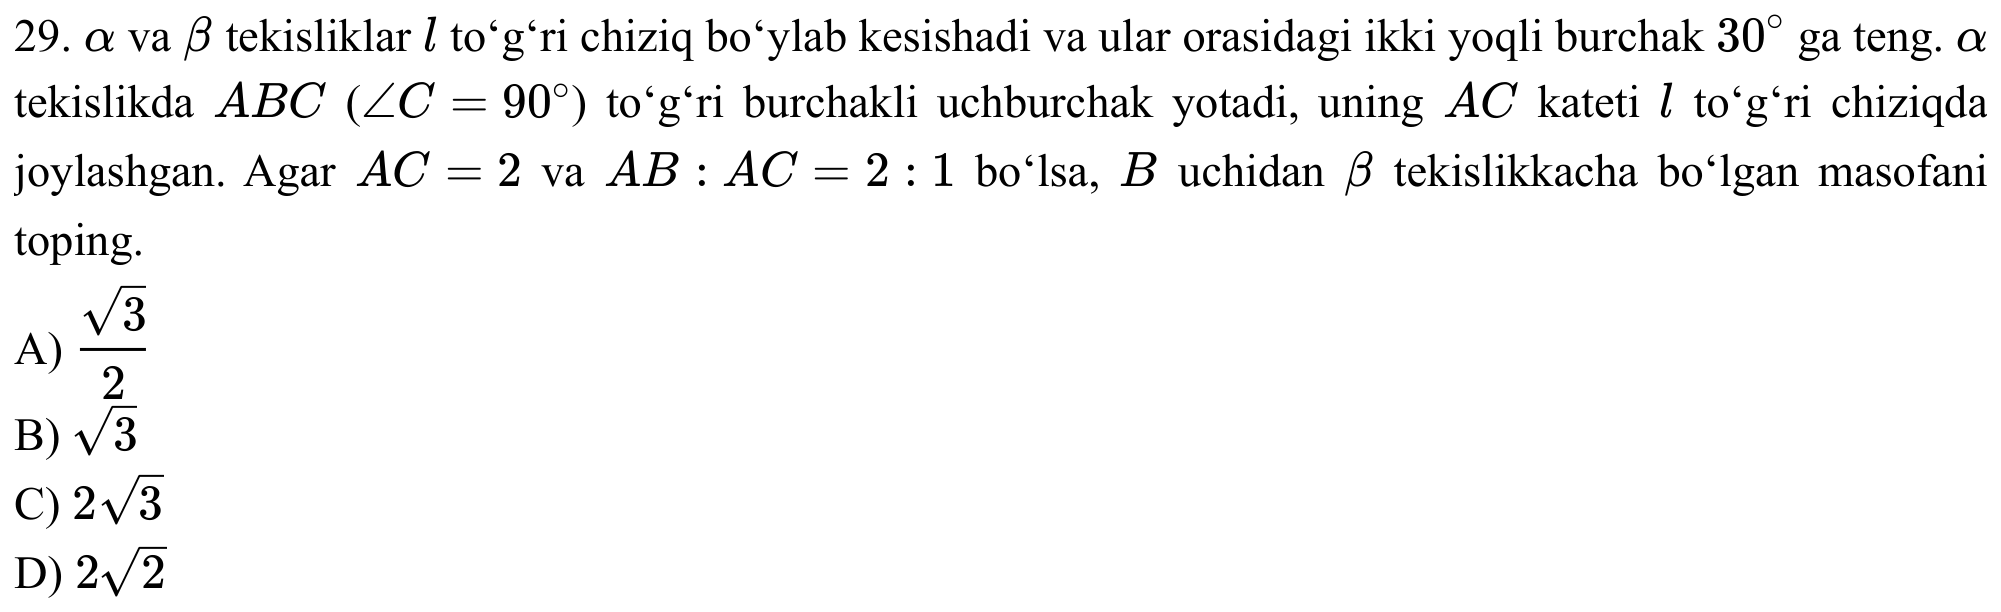 29. α va β tekisliklar l to‘g‘ri chiziq bo‘ylab kesishadi va ular orasidagi ikki yoqli burchak 30° ga teng. α
tekislikda ABC (∠C = 90°) to‘g‘ri burchakli uchburchak yotadi, uning AC kateti l to‘g‘ri chiziqda
joylashgan. Agar AC = 2 va AB : AC = 2 : 1 bo‘lsa, B uchidan β tekislikkacha bo‘lgan masofani
toping.
A) √3/2
B) √3
C) 2√3
D) 2√2